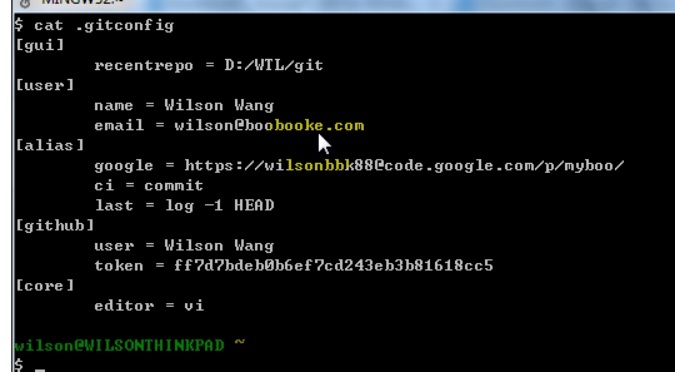 MINGW32:~
$ cat .gitconfig
[gui]
recentrepo = D:/WTL/git
[user]
name = Wilson Wang
email = wilson@boobooke.com
[alias]
google = https://wilsonbbk88@code.google.com/p/myboo/
ci = commit
last = log -1 HEAD
[github]
user = Wilson Wang
token = ff7d7bdeb0b6ef7cd243eb3b81618cc5
[core]
editor = vi
wilson@WILSONTHINKPAD ~
$ _